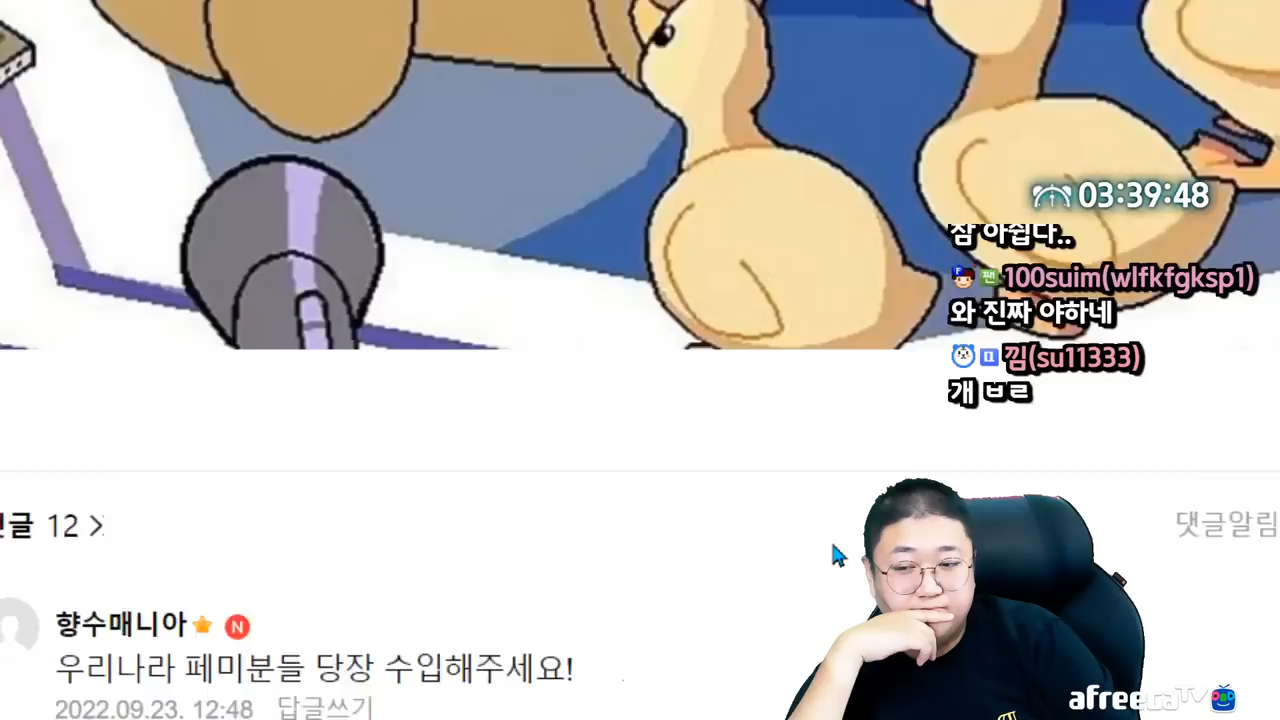 03:39:48
참 아쉽다..
100suim(wlfkfgksp1)
와 진짜 야하네
낌(su11333)
개 ㅂㄹ
댓글 12 >
댓글알림
향수매니아 N
우리나라 페미분들 당장 수입해주세요!
2022.09.23. 12:48 답글쓰기
afreecaTV